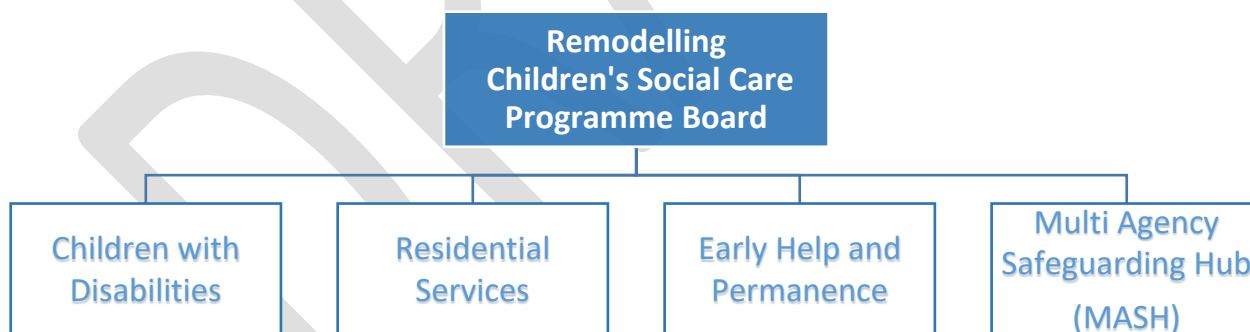 Remodelling
Children's Social Care
Programme Board
Children with
Disabilities
Residential
Services
Early Help and
Permanence
Multi Agency
Safeguarding Hub
(MASH)